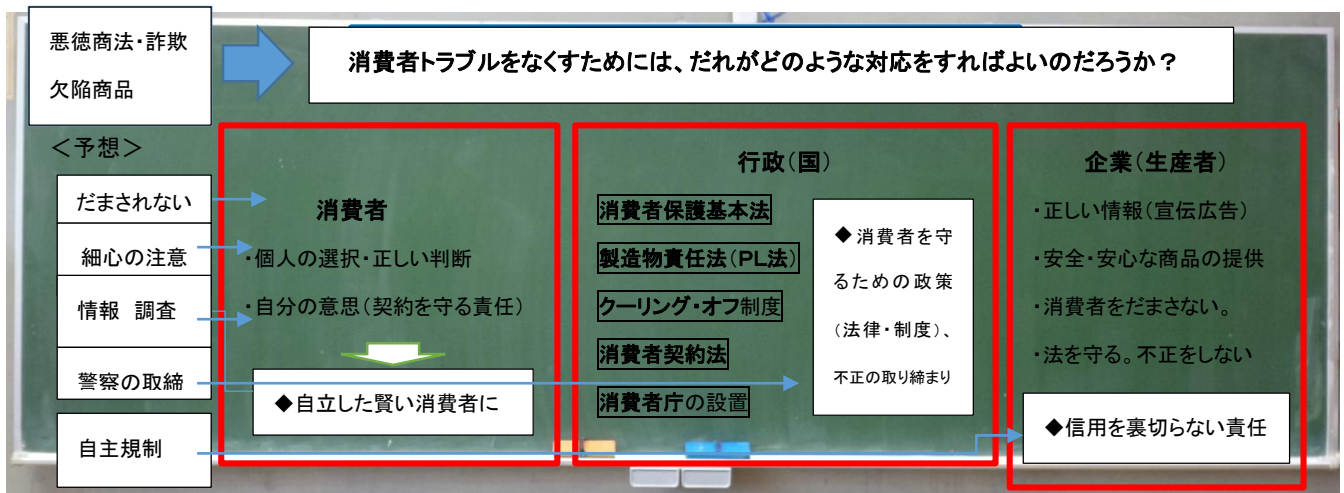 悪徳商法・詐欺
欠陥商品
消費者トラブルをなくすためには、だれがどのような対応をすればよいのだろうか？
＜予想＞
だまされない
細心の注意
情報　調査
警察の取締
自主規制
消費者
・個人の選択・正しい判断
・自分の意思（契約を守る責任）
◆自立した賢い消費者に
行政（国）
消費者保護基本法
製造物責任法（PL法）
クーリング・オフ制度
消費者契約法
消費者庁の設置
◆消費者を守
るための政策
（法律・制度）、
不正の取り締まり
企業（生産者）
・正しい情報（宣伝広告）
・安全・安心な商品の提供
・消費者をだまさない。
・法を守る。不正をしない
◆信用を裏切らない責任